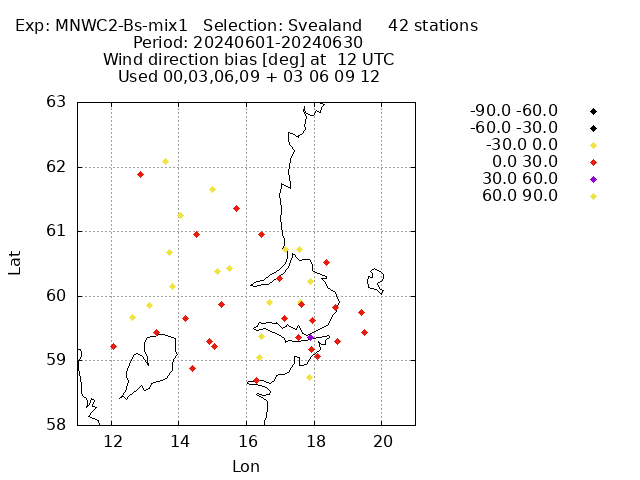 Exp: MNWC2-Bs-mix1   Selection: Svealand     42 stations
Period: 20240601-20240630
Wind direction bias [deg] at  12 UTC
Used 00,03,06,09 + 03 06 09 12
-90.0 -60.0
-60.0 -30.0
-30.0 0.0
0.0 30.0
30.0 60.0
60.0 90.0
63
62
61
60
59
58
Lat
12 14 16 18 20
Lon